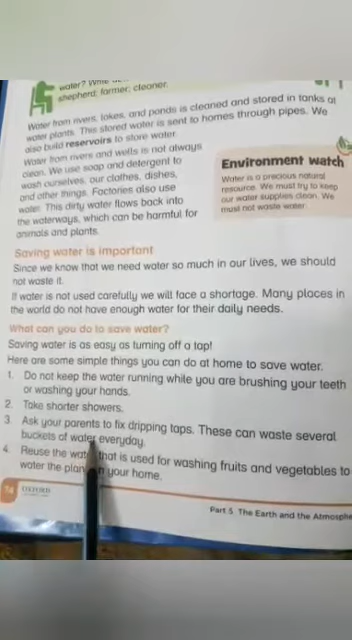 water? Write
shepherd; farmer; cleaner.
Water from rivers, lakes, and ponds is cleaned and stored in tanks at
water plants. This stored water is sent to homes through pipes. We
also build reservoirs to store water.
Water from rivers and wells is not always
clean. We use soap and detergent to
wash ourselves, our clothes, dishes,
and other things. Factories also use
water. This dirty water flows back into
the waterways, which can be harmful for
animals and plants.
Environment watch
Water is a precious natural
resource. We must try to keep
our water supplies clean. We
must not waste water.
Saving water is important
Since we know that we need water so much in our lives, we should
not waste it.
If water is not used carefully we will face a shortage. Many places in
the world do not have enough water for their daily needs.
What can you do to save water?
Saving water is as easy as turning off a tap!
Here are some simple things you can do at home to save water.
1. Do not keep the water running while you are brushing your teeth
or washing your hands.
2. Take shorter showers.
3. Ask your parents to fix dripping taps. These can waste several
buckets of water everyday.
4. Reuse the wat that is used for washing fruits and vegetables to
water the plan n your home.
OXFORD
Part 5 The Earth and the Atmosphe